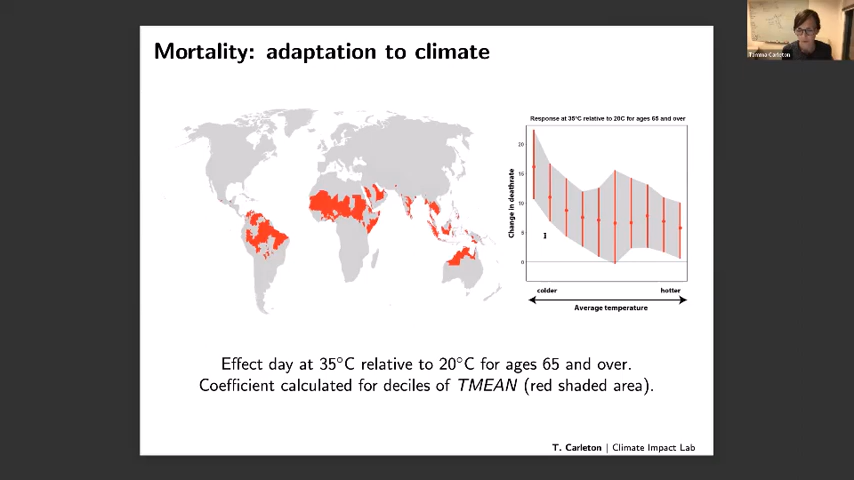 Mortality: adaptation to climate
Tamma Carleton
Response at 35°C relative to 20C for ages 65 and over
Change in deathrate
20
15
10
5
0
colder
hotter
Average temperature
Effect day at 35°C relative to 20°C for ages 65 and over.
Coefficient calculated for deciles of TMEAN (red shaded area).
T. Carleton | Climate Impact Lab